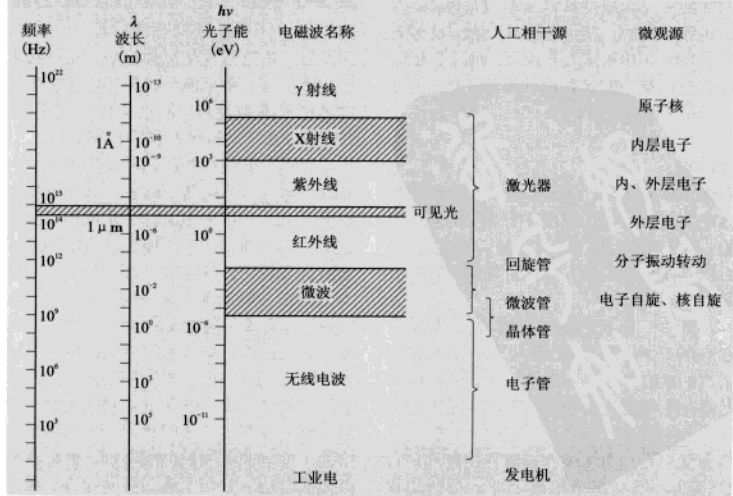 频率 λ hν
波长 光子能 电磁波名称 人工相干源 微观源
(Hz) (m) (eV)
10²² 10⁻¹³ γ射线
10⁶ 原子核
1Å 10⁻¹⁰ X射线 内层电子
10⁻⁹ 10³
10¹⁵ 紫外线 激光器 内、外层电子
可见光
10¹⁴ 1μm 10⁻⁶ 10⁰ 红外线 外层电子
10¹² 回旋管 分子振动转动
10⁻² 微波 微波管 电子自旋、核自旋
10⁹ 10⁰ 10⁻⁶ 晶体管
10⁶ 10³ 无线电波 电子管
10³ 10⁵ 10⁻¹¹
工业电 发电机